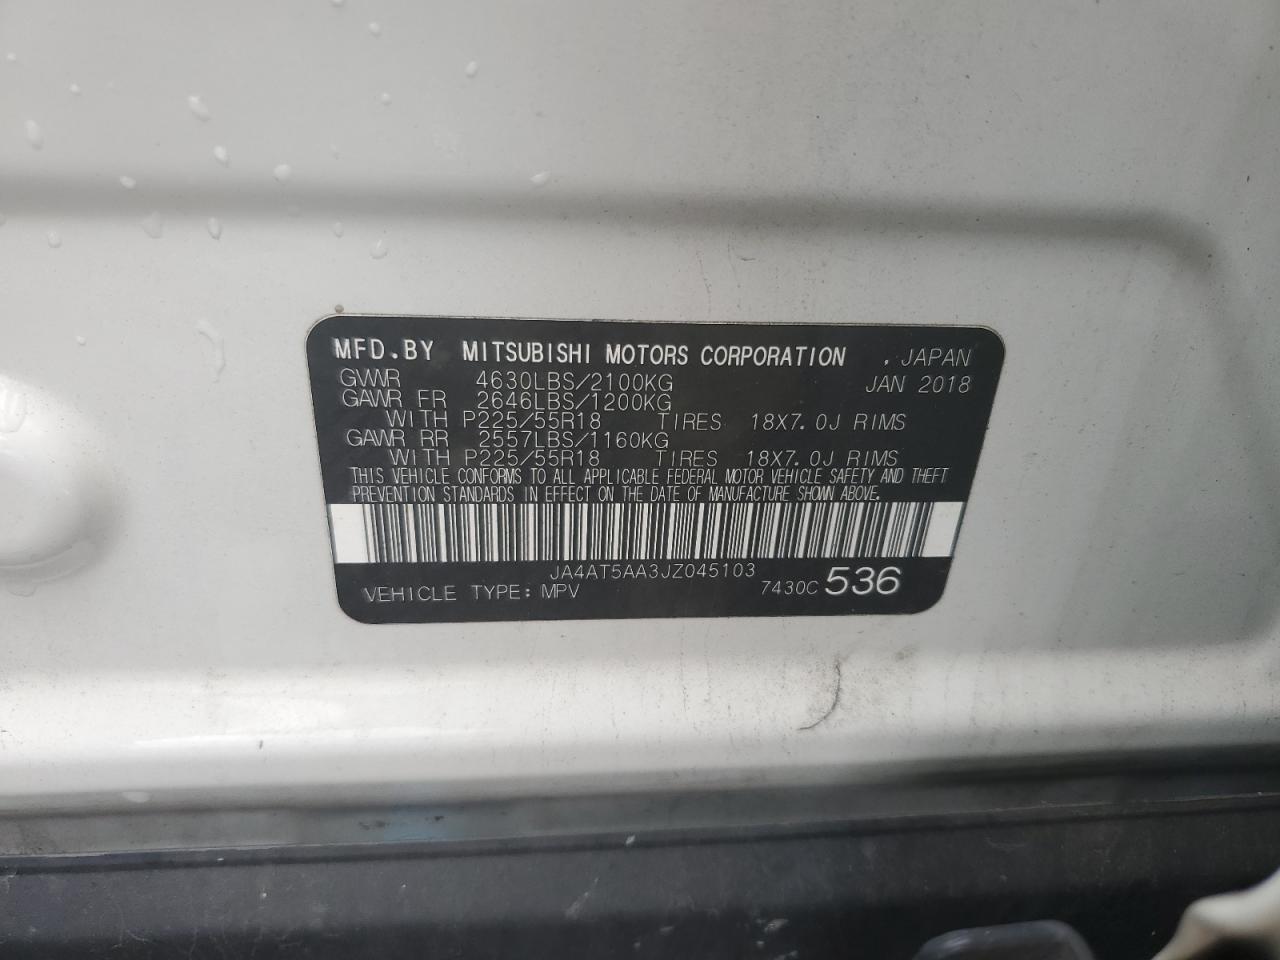 MFD.BY MITSUBISHI MOTORS CORPORATION , JAPAN
GVWR 4630LBS/2100KG JAN 2018
GAWR FR 2646LBS/1200KG
WITH P225/55R18 TIRES 18X7.0J RIMS
GAWR RR 2557LBS/1160KG
WITH P225/55R18 TIRES 18X7.0J RIMS
THIS VEHICLE CONFORMS TO ALL APPLICABLE FEDERAL MOTOR VEHICLE SAFETY AND THEFT
PREVENTION STANDARDS IN EFFECT ON THE DATE OF MANUFACTURE SHOWN ABOVE.
JA4AT5AA3JZ045103
VEHICLE TYPE: MPV 7430C 536